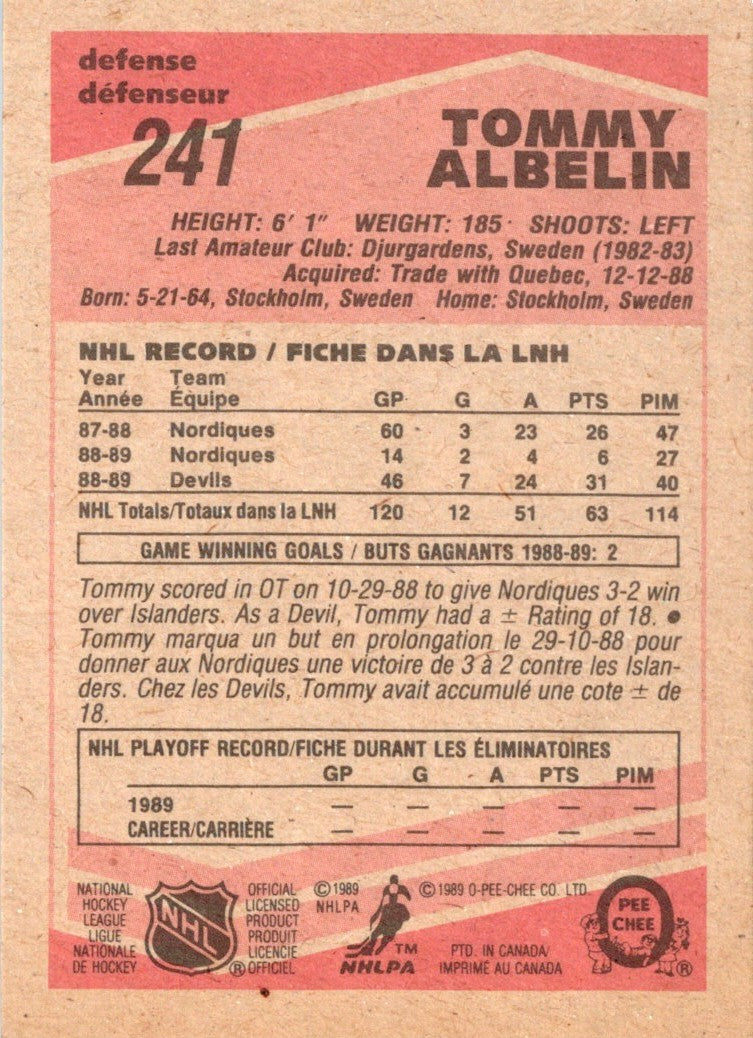 defense
défenseur
241
TOMMY
ALBELIN
HEIGHT: 6' 1" WEIGHT: 185 SHOOTS: LEFT
Last Amateur Club: Djurgardens, Sweden (1982-83)
Acquired: Trade with Quebec, 12-12-88
Born: 5-21-64, Stockholm, Sweden Home: Stockholm, Sweden
NHL RECORD / FICHE DANS LA LNH
Year Team
Année Équipe GP G A PTS PIM
87-88 Nordiques 60 3 23 26 47
88-89 Nordiques 14 2 4 6 27
88-89 Devils 46 7 24 31 40
NHL Totals/Totaux dans la LNH 120 12 51 63 114
GAME WINNING GOALS / BUTS GAGNANTS 1988-89: 2
Tommy scored in OT on 10-29-88 to give Nordiques 3-2 win
over Islanders. As a Devil, Tommy had a ± Rating of 18. ●
Tommy marqua un but en prolongation le 29-10-88 pour
donner aux Nordiques une victoire de 3 à 2 contre les Islan-
ders. Chez les Devils, Tommy avait accumulé une cote ± de
18.
NHL PLAYOFF RECORD/FICHE DURANT LES ÉLIMINATOIRES
GP G A PTS PIM
1989 — — — — —
CAREER/CARRIÈRE — — — — —
NATIONAL
HOCKEY
LEAGUE
LIGUE
NATIONALE
DE HOCKEY
NHL
®
OFFICIAL
LICENSED
PRODUCT
PRODUIT
LICENCIE
OFFICIEL
©1989
NHLPA
TM
NHLPA
©1989 O-PEE-CHEE CO. LTD
PTD. IN CANADA/
IMPRIMÉ AU CANADA
O
PEE
CHEE
®